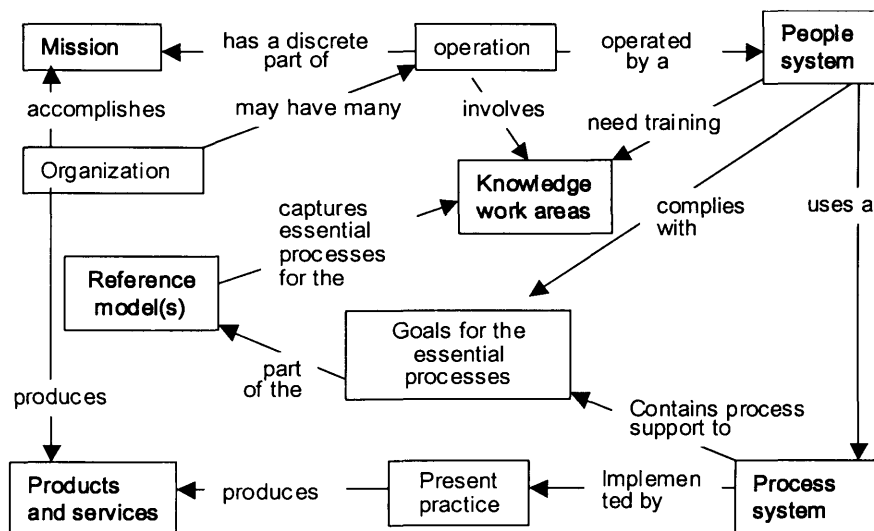 Mission
has a discrete
part of
operation
operated
by a
People
system
accomplishes
may have many
involves
need training
Organization
Knowledge
work areas
captures
essential
processes
for the
complies
with
uses a
Reference
model(s)
Goals for the
essential
processes
part
of the
produces
Contains process
support to
Products
and services
produces
Present
practice
Implemen
ted by
Process
system